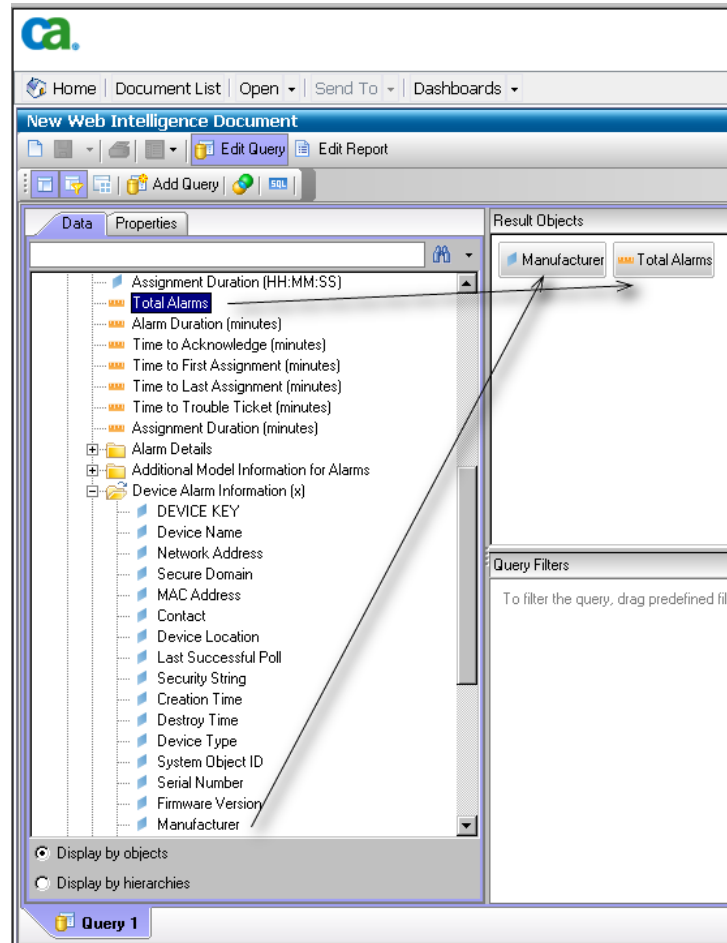 ca.
Home Document List Open Send To Dashboards
New Web Intelligence Document
Edit Query Edit Report
Add Query SQL
Data Properties
Result Objects
Manufacturer Total Alarms
Assignment Duration (HH:MM:SS)
Total Alarms
Alarm Duration (minutes)
Time to Acknowledge (minutes)
Time to First Assignment (minutes)
Time to Last Assignment (minutes)
Time to Trouble Ticket (minutes)
Assignment Duration (minutes)
Alarm Details
Additional Model Information for Alarms
Device Alarm Information (x)
DEVICE KEY
Device Name
Network Address
Secure Domain
MAC Address
Contact
Device Location
Last Successful Poll
Security String
Creation Time
Destroy Time
Device Type
System Object ID
Serial Number
Firmware Version
Manufacturer
Query Filters
To filter the query, drag predefined fil
Display by objects
Display by hierarchies
Query 1